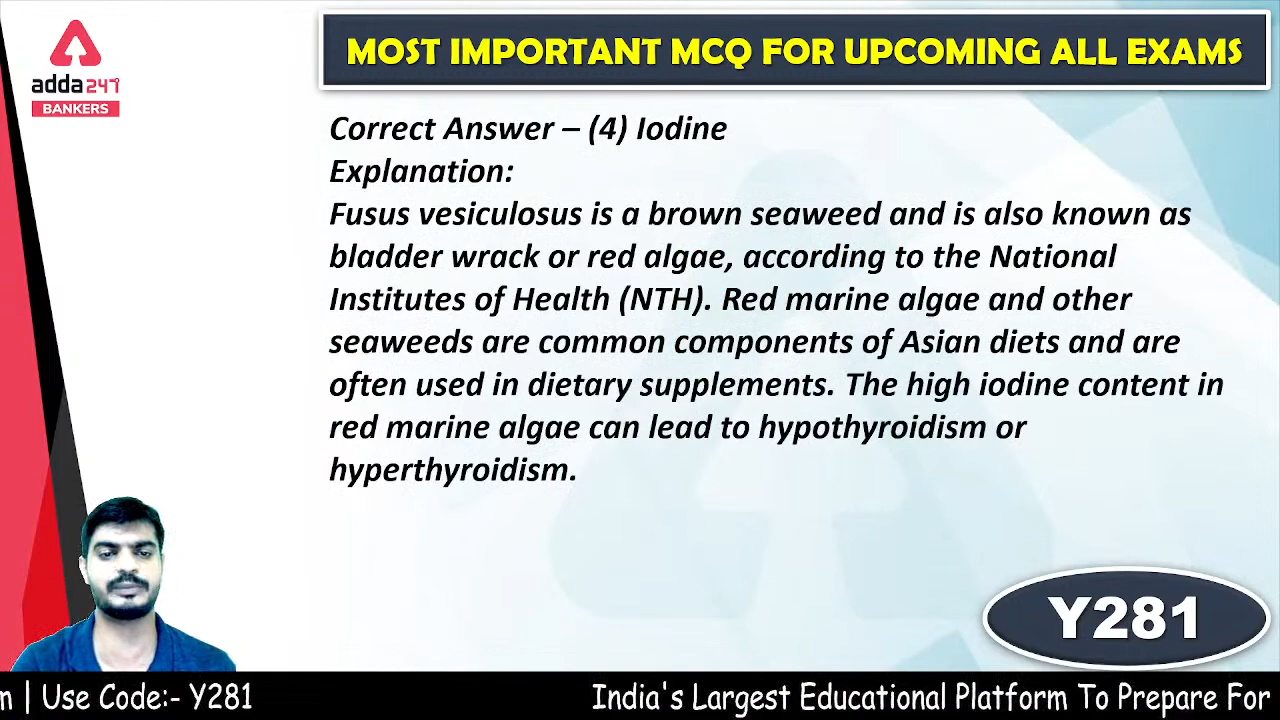 adda247
BANKERS
MOST IMPORTANT MCQ FOR UPCOMING ALL EXAMS
Correct Answer – (4) Iodine
Explanation:
Fusus vesiculosus is a brown seaweed and is also known as
bladder wrack or red algae, according to the National
Institutes of Health (NTH). Red marine algae and other
seaweeds are common components of Asian diets and are
often used in dietary supplements. The high iodine content in
red marine algae can lead to hypothyroidism or
hyperthyroidism.
Y281
m | Use Code:- Y281 India's Largest Educational Platform To Prepare For